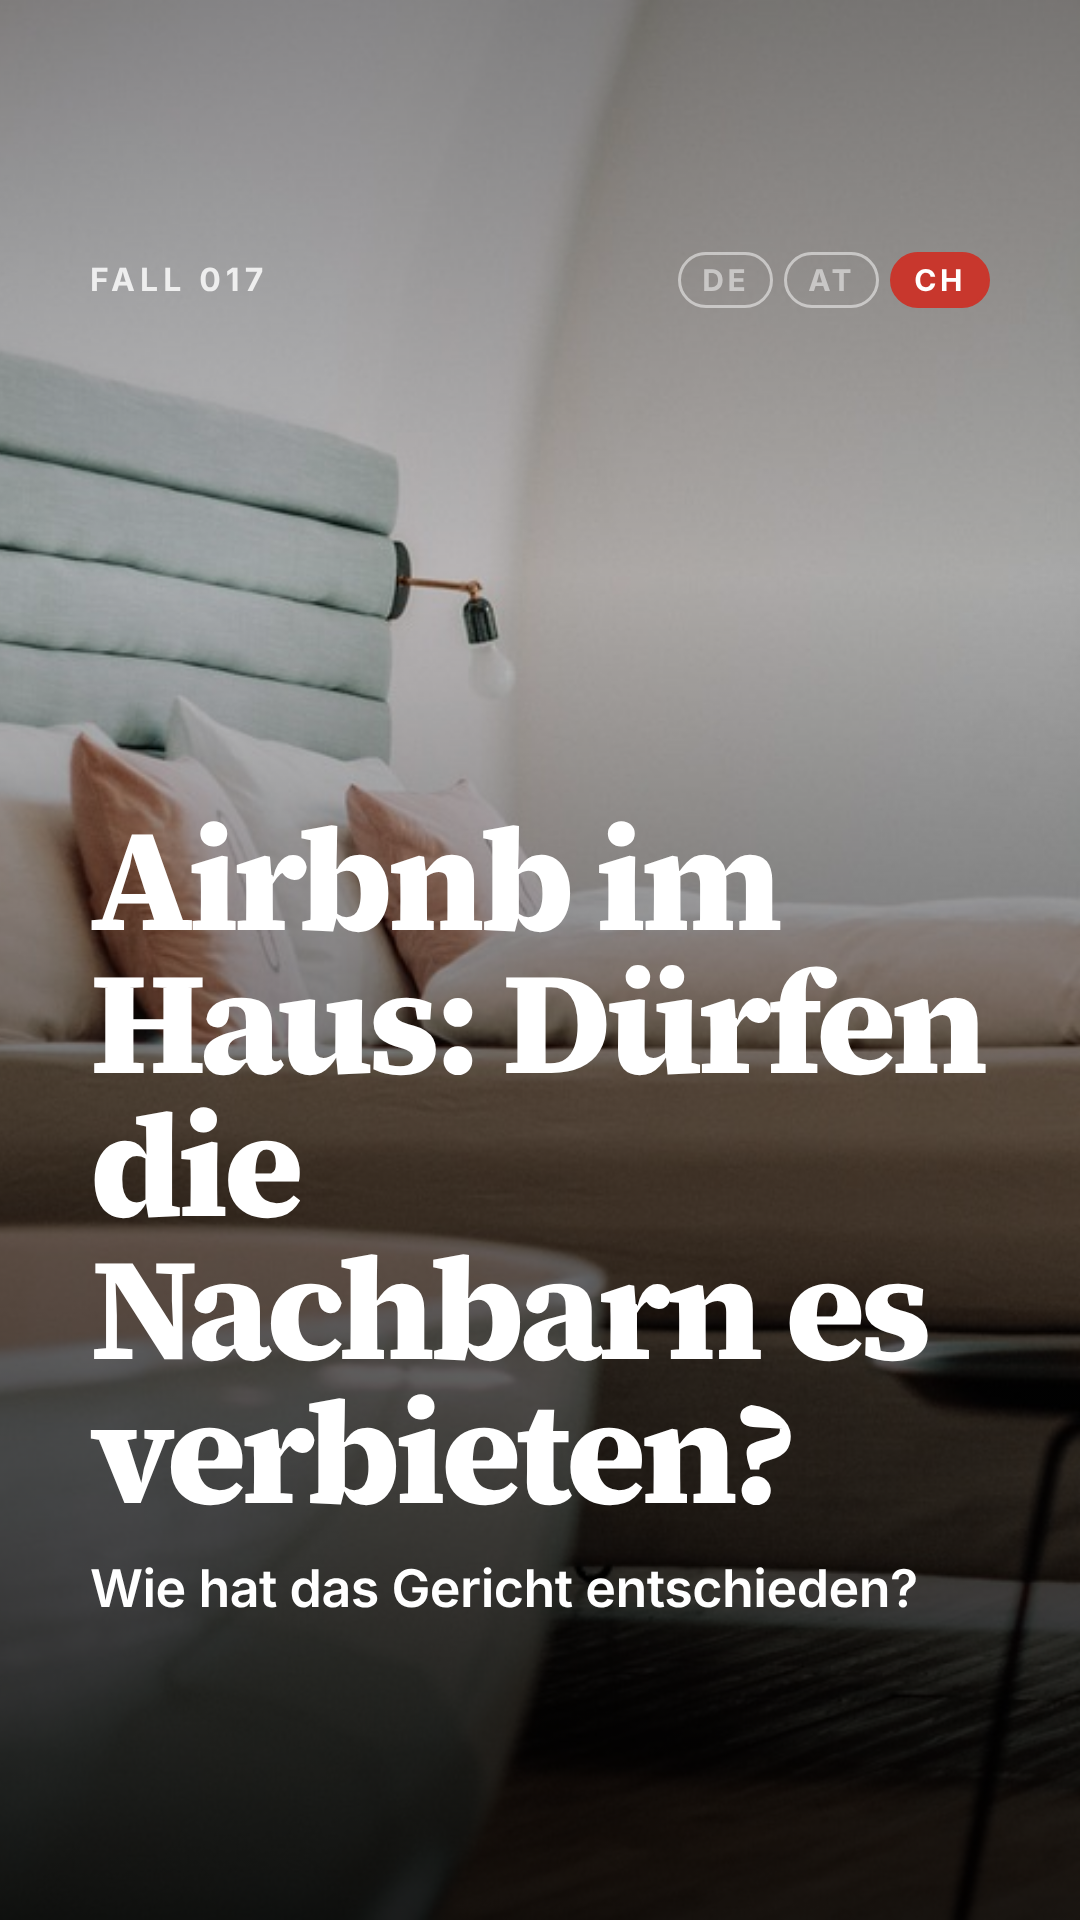 FALL 017
DE AT CH
Airbnb im
Haus: Dürfen
die
Nachbarn es
verbieten?
Wie hat das Gericht entschieden?